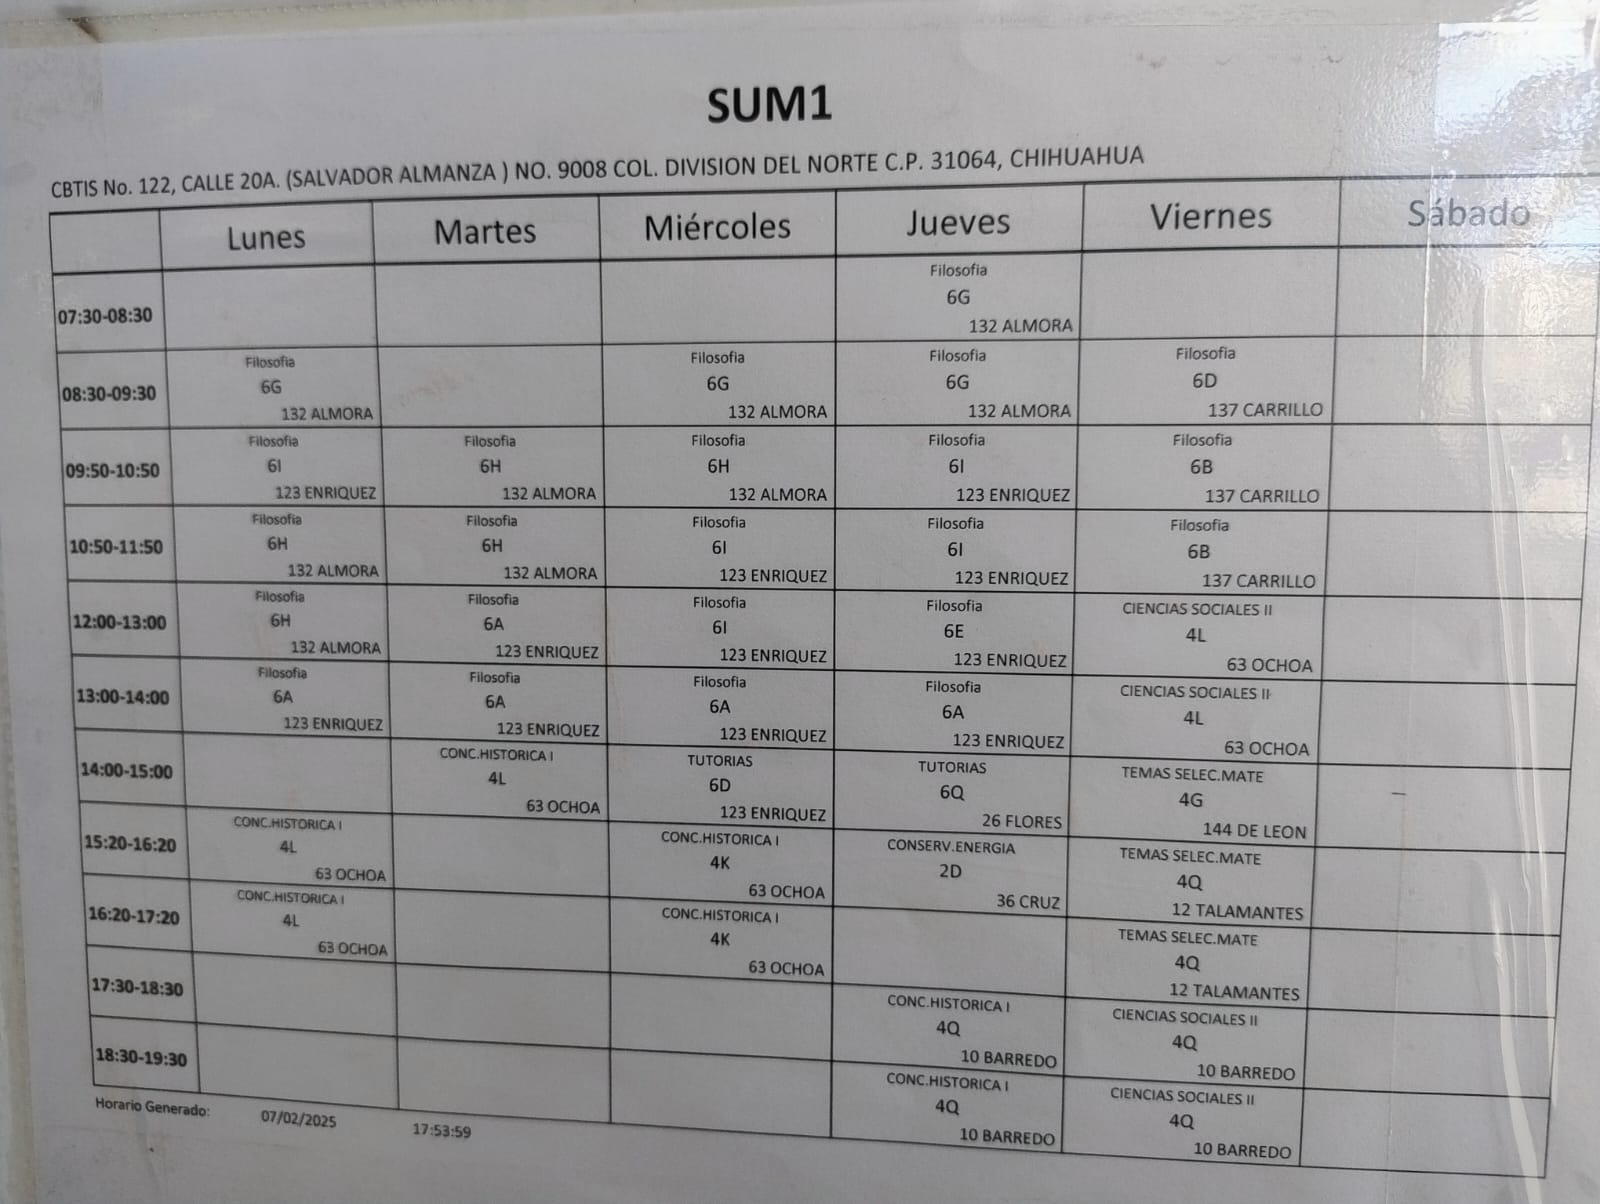 SUM1
CBTIS No. 122, CALLE 20A. (SALVADOR ALMANZA ) NO. 9008 COL. DIVISION DEL NORTE C.P. 31064, CHIHUAHUA
Lunes Martes Miércoles Jueves Viernes Sábado
07:30-08:30
Filosofia
6G
132 ALMORA
08:30-09:30
Filosofia Filosofia Filosofia Filosofia
6G 6G 6G 6D
132 ALMORA 132 ALMORA 132 ALMORA 137 CARRILLO
09:50-10:50
Filosofia Filosofia Filosofia Filosofia Filosofia
6I 6H 6H 6I 6B
123 ENRIQUEZ 132 ALMORA 132 ALMORA 123 ENRIQUEZ 137 CARRILLO
10:50-11:50
Filosofia Filosofia Filosofia Filosofia Filosofia
6H 6H 6I 6I 6B
132 ALMORA 132 ALMORA 123 ENRIQUEZ 123 ENRIQUEZ 137 CARRILLO
12:00-13:00
Filosofia Filosofia Filosofia Filosofia CIENCIAS SOCIALES II
6H 6A 6I 6E 4L
132 ALMORA 123 ENRIQUEZ 123 ENRIQUEZ 123 ENRIQUEZ 63 OCHOA
13:00-14:00
Filosofia Filosofia Filosofia Filosofia CIENCIAS SOCIALES II
6A 6A 6A 6A 4L
123 ENRIQUEZ 123 ENRIQUEZ 123 ENRIQUEZ 123 ENRIQUEZ 63 OCHOA
14:00-15:00
CONC.HISTORICA I TUTORIAS TUTORIAS TEMAS SELEC.MATE
4L 6D 6Q 4G
63 OCHOA 123 ENRIQUEZ 26 FLORES 144 DE LEON
15:20-16:20
CONC.HISTORICA I CONC.HISTORICA I CONSERV.ENERGIA TEMAS SELEC.MATE
4L 4K 2D 4Q
63 OCHOA 63 OCHOA 36 CRUZ 12 TALAMANTES
16:20-17:20
CONC.HISTORICA I CONC.HISTORICA I TEMAS SELEC.MATE
4L 4K 4Q
63 OCHOA 63 OCHOA 12 TALAMANTES
17:30-18:30
CONC.HISTORICA I CIENCIAS SOCIALES II
4Q 4Q
10 BARREDO 10 BARREDO
18:30-19:30
CONC.HISTORICA I CIENCIAS SOCIALES II
4Q 4Q
10 BARREDO 10 BARREDO
Horario Generado: 07/02/2025 17:53:59